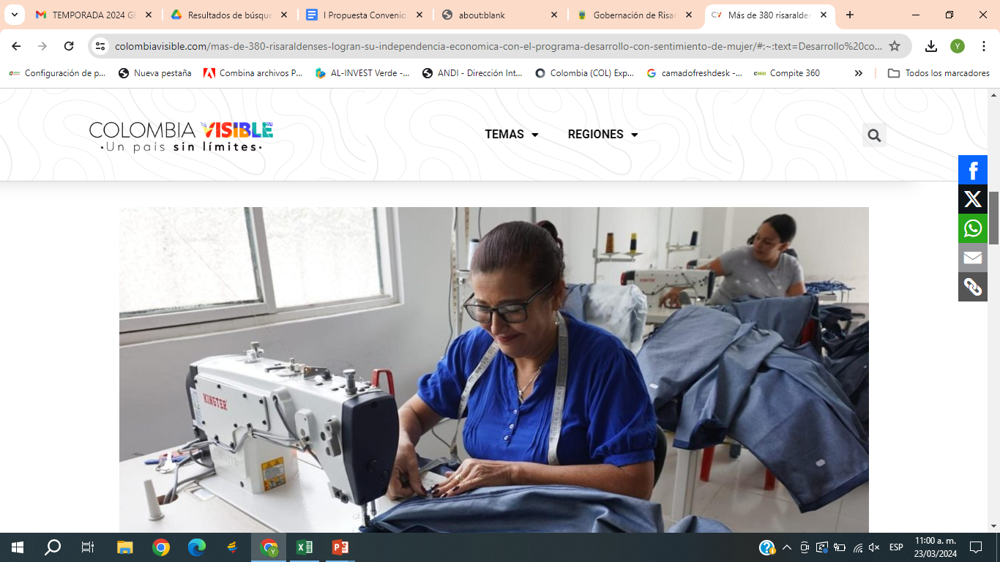 TEMPORADA 2024 GE
Resultados de búsque
I Propuesta Convenio
about:blank
Gobernación de Risar
Más de 380 risaralden
colombiavisible.com/mas-de-380-risaraldenses-logran-su-independencia-economica-con-el-programa-desarrollo-con-sentimiento-de-mujer/#:~:text=Desarrollo%20co...
Y
Configuración de p...
Nueva pestaña
Combina archivos P...
AL-INVEST Verde -...
ANDI - Dirección Int...
Colombia (COL) Exp...
camadofreshdesk -...
Compite 360
Todos los marcadores
COLOMBIA VISIBLE
•Un país sin límites•
TEMAS
REGIONES
KINGTER
KINGTER
ESP
11:00 a. m.
23/03/2024